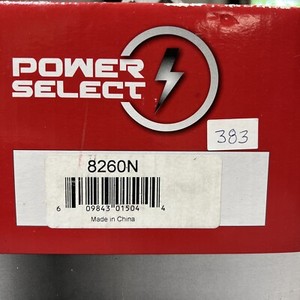 POWER
SELECT
383
8260N
6 09843 01504 4
Made in China